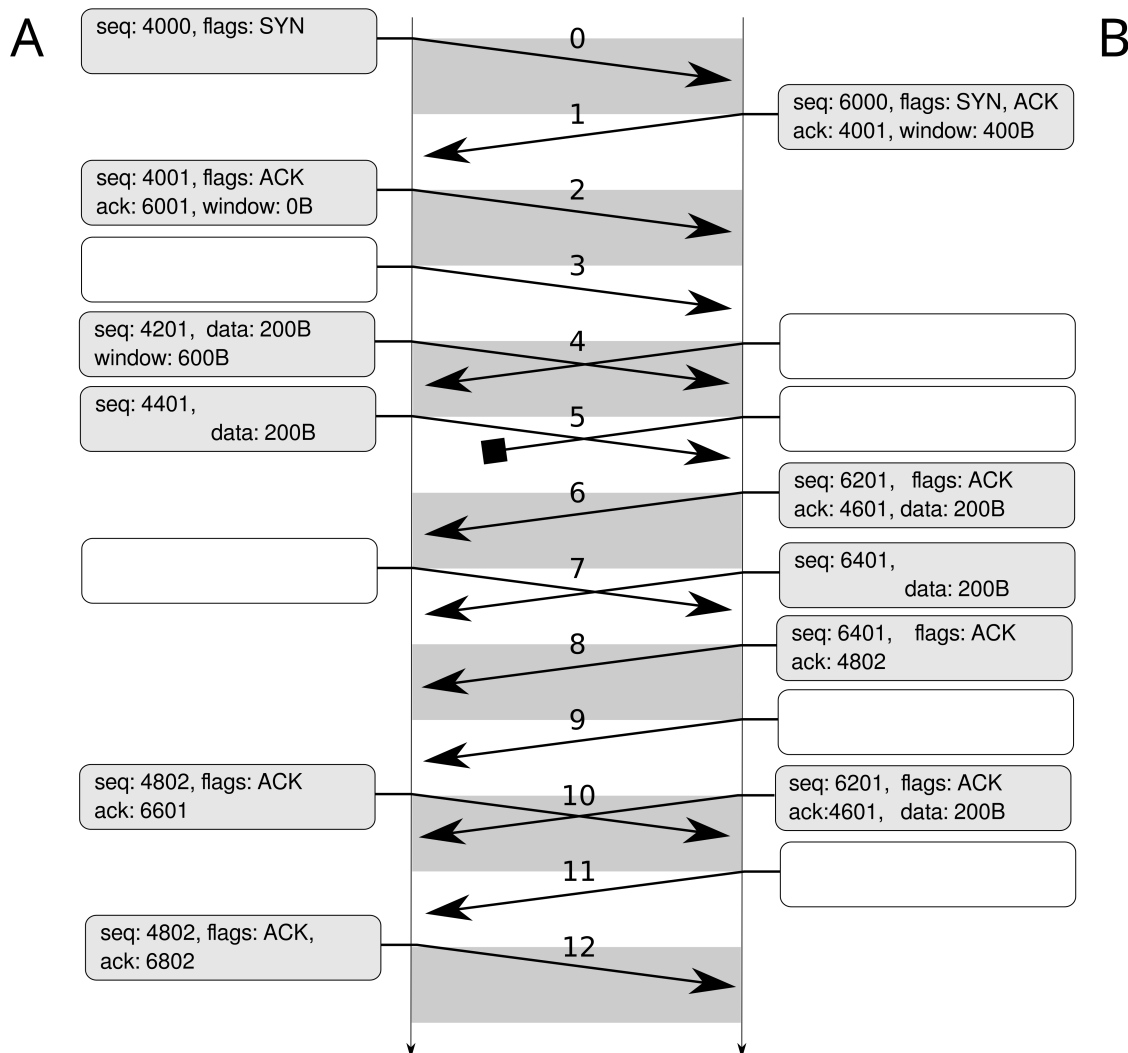 A
B
seq: 4000, flags: SYN
0
1
seq: 6000, flags: SYN, ACK
ack: 4001, window: 400B
seq: 4001, flags: ACK
ack: 6001, window: 0B
2
3
seq: 4201, data: 200B
window: 600B
4
seq: 4401,
data: 200B
5
6
seq: 6201, flags: ACK
ack: 4601, data: 200B
7
seq: 6401,
data: 200B
8
seq: 6401, flags: ACK
ack: 4802
9
seq: 4802, flags: ACK
ack: 6601
10
seq: 6201, flags: ACK
ack:4601, data: 200B
11
seq: 4802, flags: ACK,
ack: 6802
12